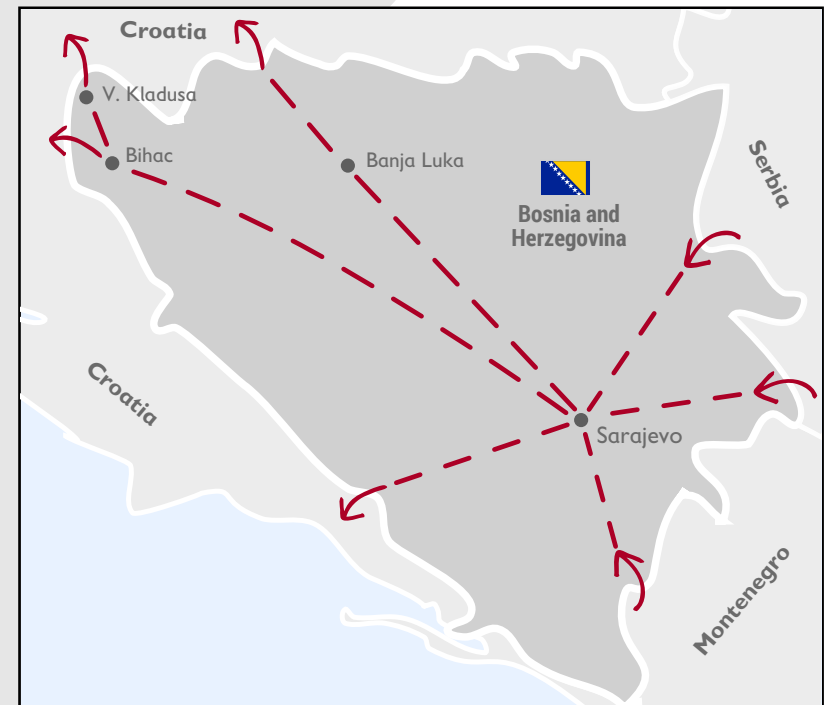 Croatia
V. Kladusa
Bihac
Banja Luka
Serbia
Bosnia and
Herzegovina
Croatia
Sarajevo
Montenegro